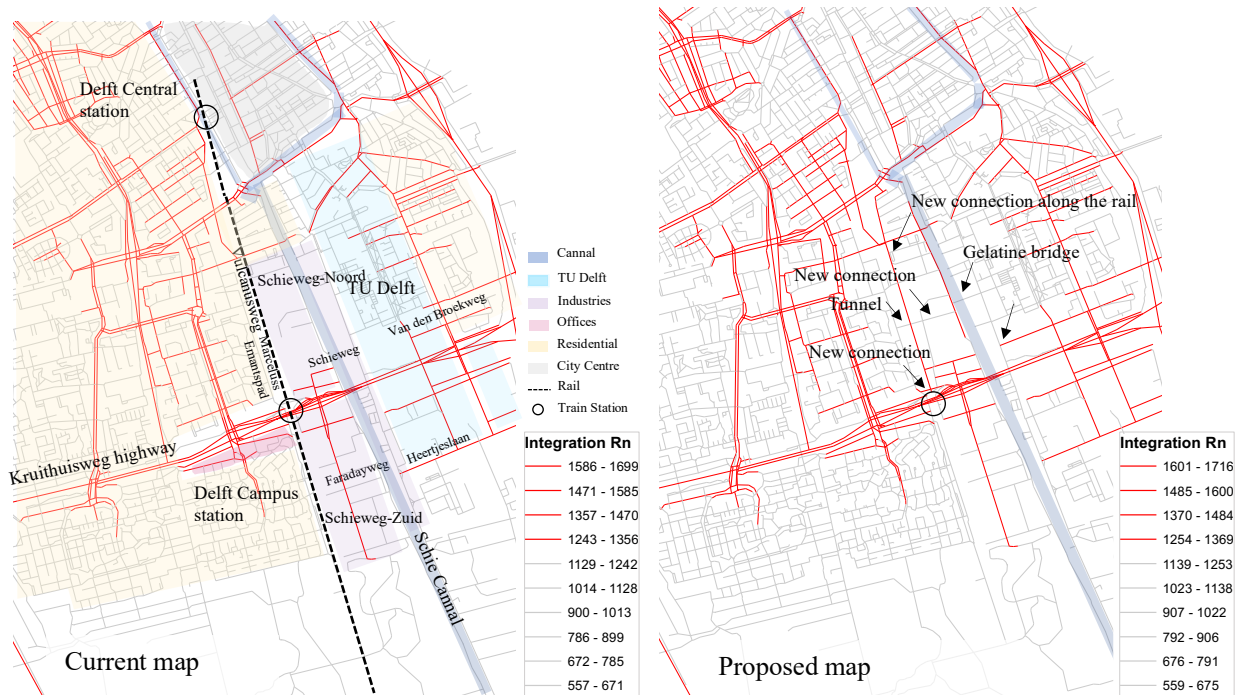 Delft Central
station
Vulcanusweg
Marcelluss
Emantspad
Schieweg-Noord
TU Delft
Van den Broekweg
Schieweg
Kruithuisweg highway
Delft Campus
station
Faradayweg
Heertjeslaan
Schieweg-Zuid
Schie Cannal
Current map
Cannal
TU Delft
Industries
Offices
Residential
City Centre
Rail
Train Station
Integration Rn
1586 - 1699
1471 - 1585
1357 - 1470
1243 - 1356
1129 - 1242
1014 - 1128
900 - 1013
786 - 899
672 - 785
557 - 671
New connection along the rail
Gelatine bridge
New connection
Tunnel
New connection
Proposed map
Integration Rn
1601 - 1716
1485 - 1600
1370 - 1484
1254 - 1369
1139 - 1253
1023 - 1138
907 - 1022
792 - 906
676 - 791
559 - 675